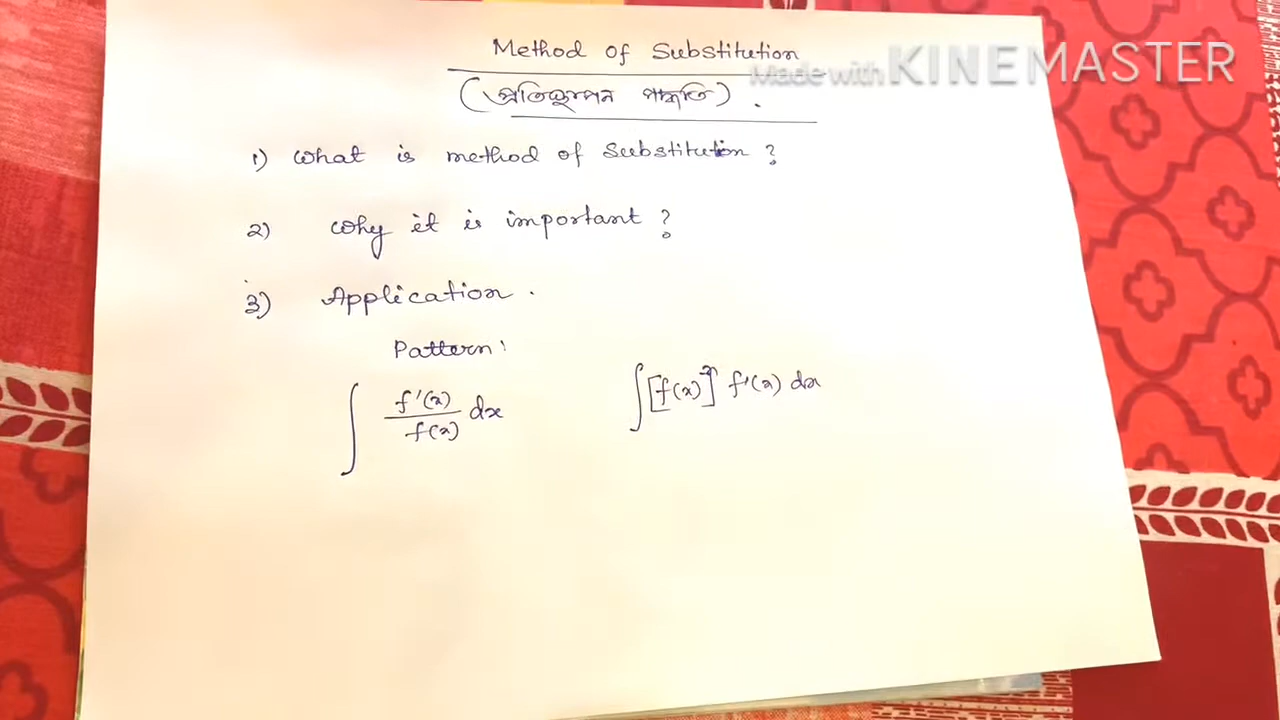 Method of Substitution
Made with KINEMASTER
(প্রতিস্থাপন পদ্ধতি).
1) What is method of Substitution?
2) Why it is important?
3) Application.
Pattern:
∫ f'(x)/f(x) dx ∫[f(x)]ⁿ f'(x) dx